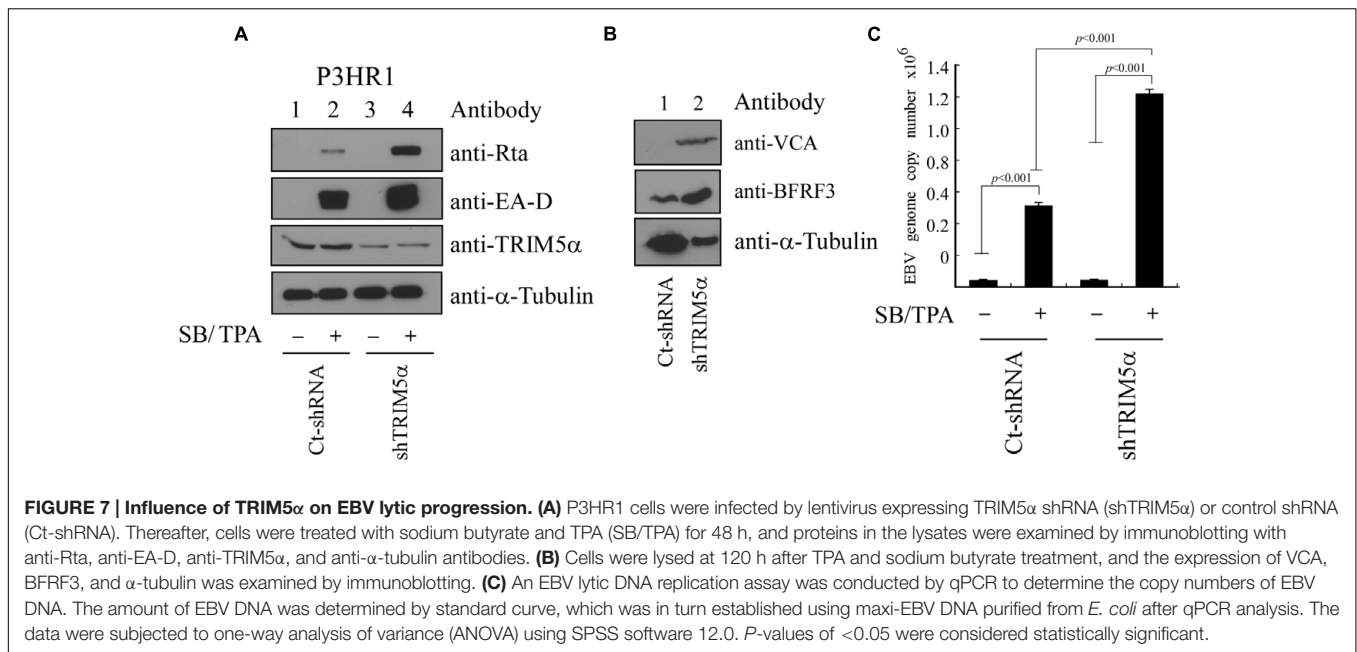 A
P3HR1
1 2 3 4 Antibody
anti-Rta
anti-EA-D
anti-TRIM5α
anti-α-Tubulin
SB/TPA – + – +
Ct-shRNA
shTRIM5α
B
1 2 Antibody
anti-VCA
anti-BFRF3
anti-α-Tubulin
Ct-shRNA
shTRIM5α
C
EBV genome copy number x10⁶
1.4
1.2
1.0
0.8
0.6
0.4
0.2
0
p<0.001
p<0.001
p<0.001
SB/TPA – + – +
Ct-shRNA
shTRIM5α
FIGURE 7 | Influence of TRIM5α on EBV lytic progression. (A) P3HR1 cells were infected by lentivirus expressing TRIM5α shRNA (shTRIM5α) or control shRNA
(Ct-shRNA). Thereafter, cells were treated with sodium butyrate and TPA (SB/TPA) for 48 h, and proteins in the lysates were examined by immunoblotting with
anti-Rta, anti-EA-D, anti-TRIM5α, and anti-α-tubulin antibodies. (B) Cells were lysed at 120 h after TPA and sodium butyrate treatment, and the expression of VCA,
BFRF3, and α-tubulin was examined by immunoblotting. (C) An EBV lytic DNA replication assay was conducted by qPCR to determine the copy numbers of EBV
DNA. The amount of EBV DNA was determined by standard curve, which was in turn established using maxi-EBV DNA purified from E. coli after qPCR analysis. The
data were subjected to one-way analysis of variance (ANOVA) using SPSS software 12.0. P-values of <0.05 were considered statistically significant.